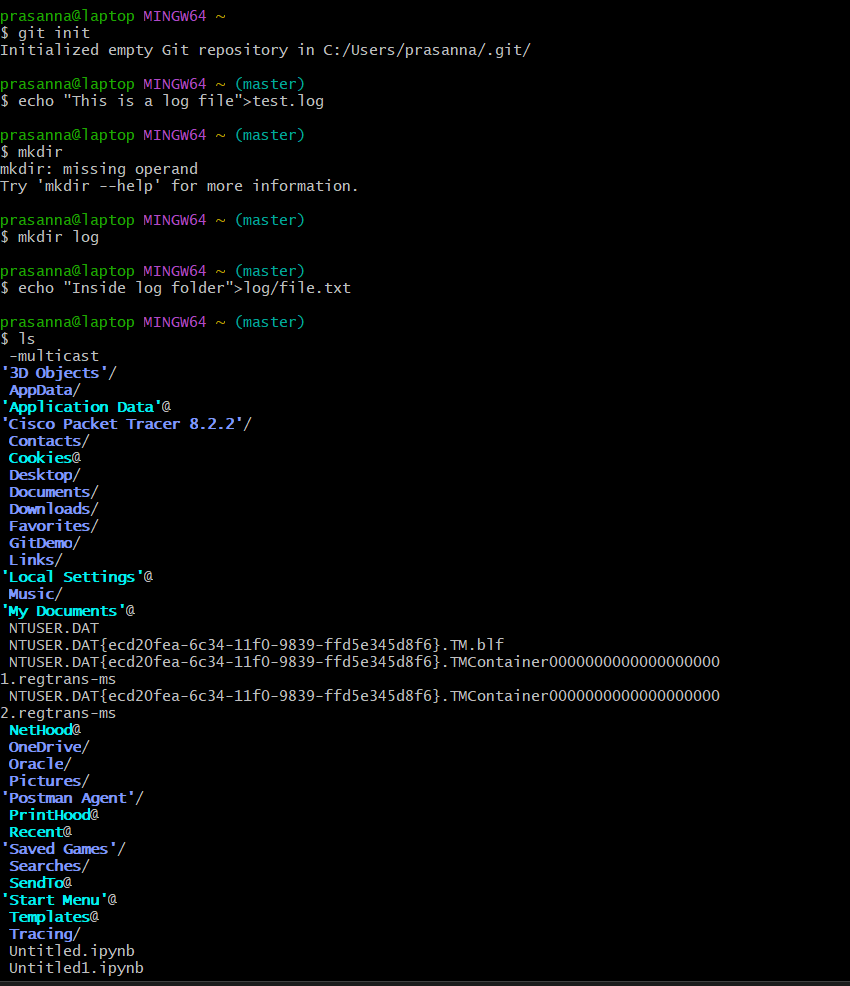 prasanna@laptop MINGW64 ~
$ git init
Initialized empty Git repository in C:/Users/prasanna/.git/
prasanna@laptop MINGW64 ~ (master)
$ echo "This is a log file">test.log
prasanna@laptop MINGW64 ~ (master)
$ mkdir
mkdir: missing operand
Try 'mkdir --help' for more information.
prasanna@laptop MINGW64 ~ (master)
$ mkdir log
prasanna@laptop MINGW64 ~ (master)
$ echo "Inside log folder">log/file.txt
prasanna@laptop MINGW64 ~ (master)
$ ls
-multicast
'3D Objects'/
AppData/
'Application Data'@
'Cisco Packet Tracer 8.2.2'/
Contacts/
Cookies@
Desktop/
Documents/
Downloads/
Favorites/
GitDemo/
Links/
'Local Settings'@
Music/
'My Documents'@
NTUSER.DAT
NTUSER.DAT{ecd20fea-6c34-11f0-9839-ffd5e345d8f6}.TM.blf
NTUSER.DAT{ecd20fea-6c34-11f0-9839-ffd5e345d8f6}.TMContainer0000000000000000000
1.regtrans-ms
NTUSER.DAT{ecd20fea-6c34-11f0-9839-ffd5e345d8f6}.TMContainer0000000000000000000
2.regtrans-ms
NetHood@
OneDrive/
Oracle/
Pictures/
'Postman Agent'/
PrintHood@
Recent@
'Saved Games'/
Searches/
SendTo@
'Start Menu'@
Templates@
Tracing/
Untitled.ipynb
Untitled1.ipynb